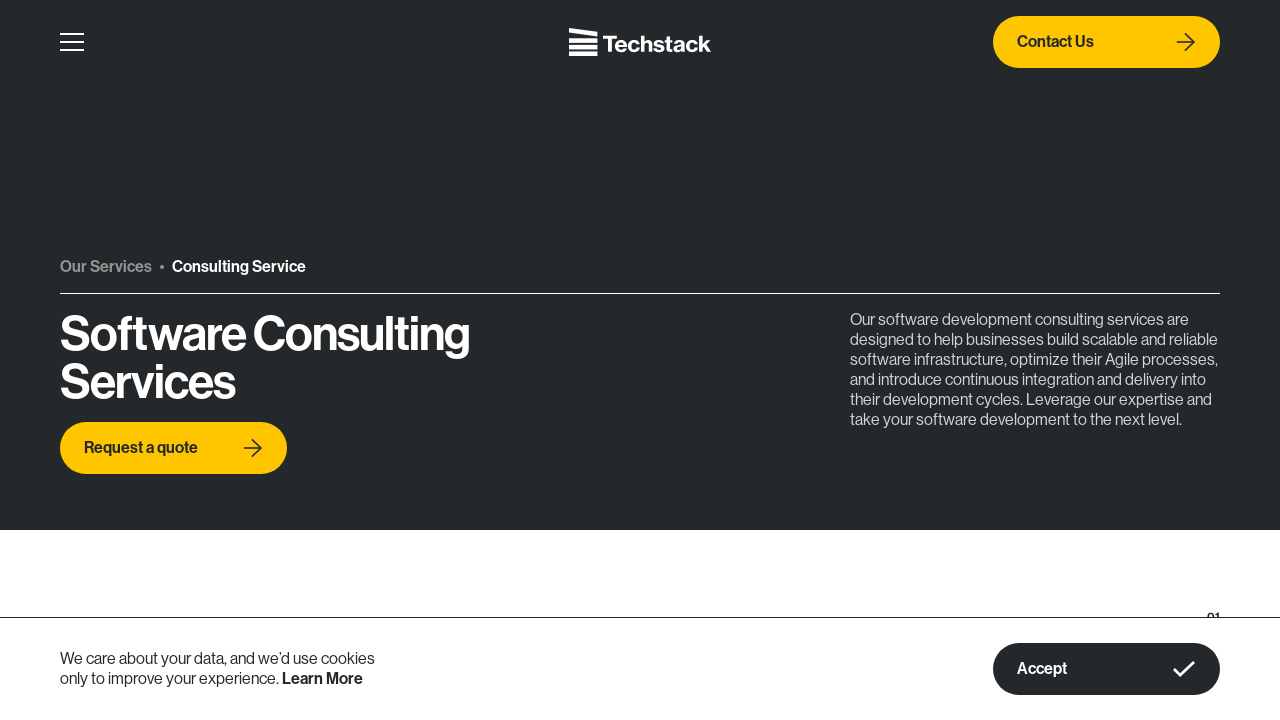 Techstack
Contact Us
Our Services • Consulting Service
Software Consulting
Services
Our software development consulting services are
designed to help businesses build scalable and reliable
software infrastructure, optimize their Agile processes,
and introduce continuous integration and delivery into
their development cycles. Leverage our expertise and
take your software development to the next level.
Request a quote
01
We care about your data, and we’d use cookies
only to improve your experience. Learn More
Accept